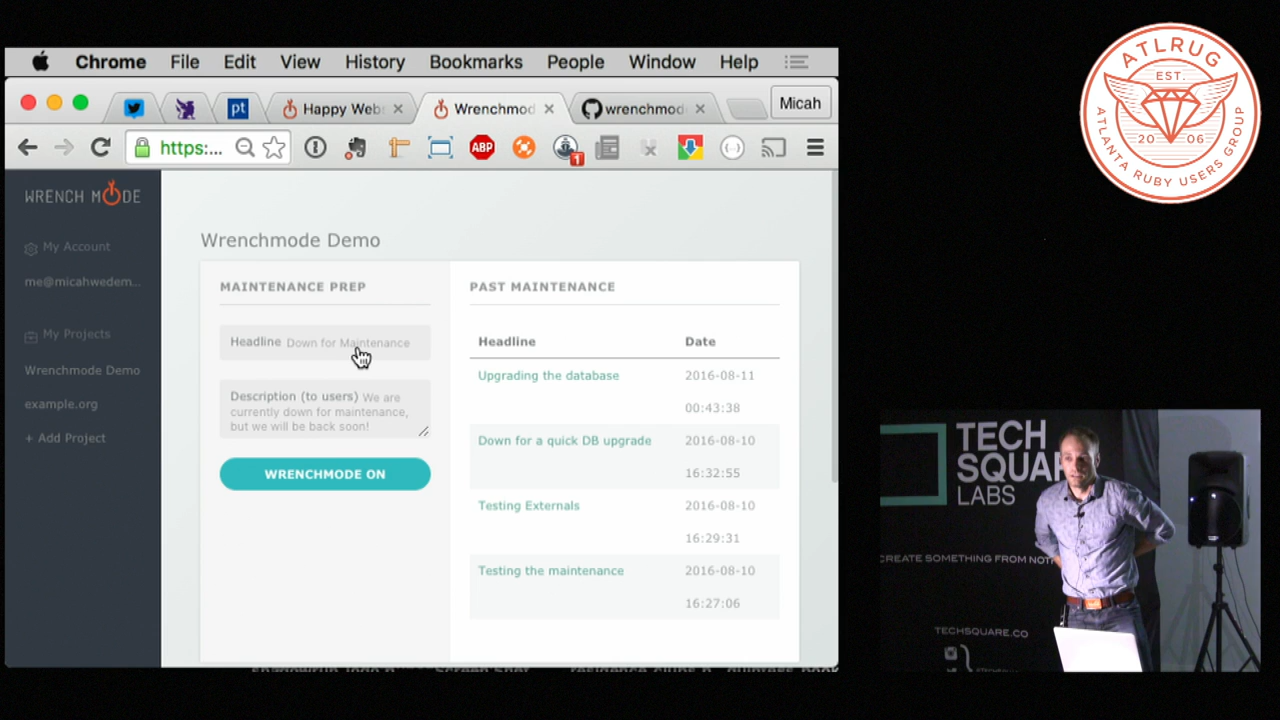 Chrome File Edit View History Bookmarks People Window Help
pt Happy Web Wrenchmod wrenchmod Micah
https:... ABP 1
WRENCH MODE
My Account
me@micahwedem...
My Projects
Wrenchmode Demo
example.org
+ Add Project
Wrenchmode Demo
MAINTENANCE PREP
Headline Down for Maintenance
Description (to users) We are
currently down for maintenance,
but we will be back soon!
WRENCHMODE ON
PAST MAINTENANCE
Headline Date
Upgrading the database 2016-08-11
00:43:38
Down for a quick DB upgrade 2016-08-10
16:32:55
Testing Externals 2016-08-10
16:29:31
Testing the maintenance 2016-08-10
16:27:06
ATLRUG
EST.
20 06
ATLANTA RUBY USERS GROUP
TECH
SQUAR
LABS
CREATE SOMETHING FROM NOT
TECHSQUARE.CO